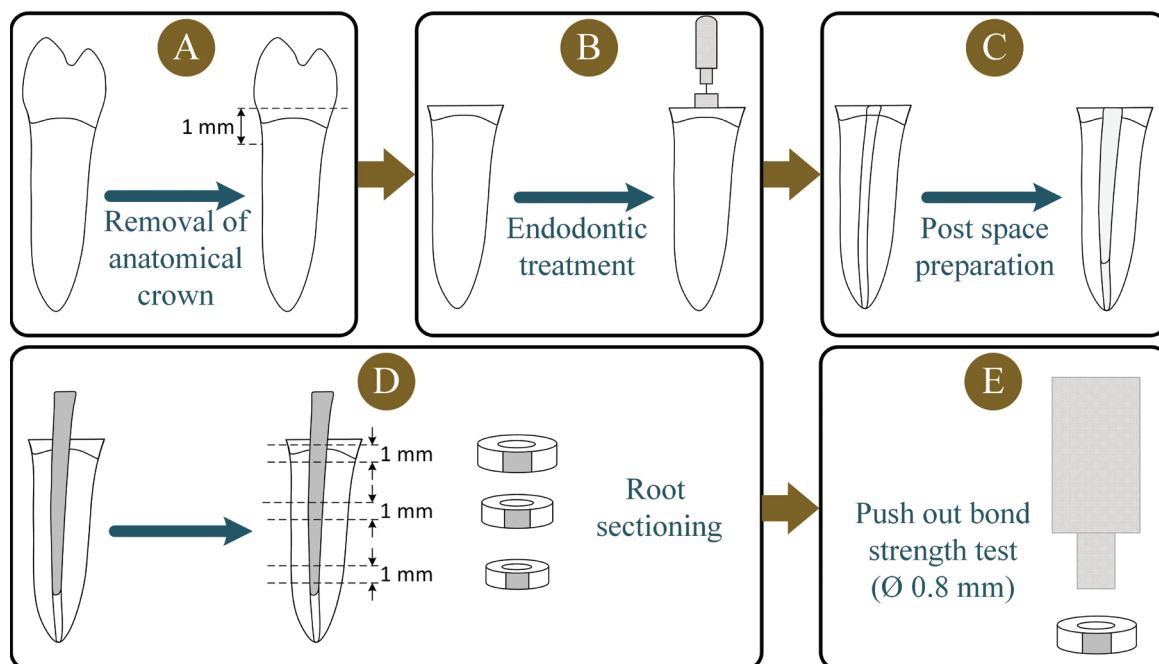 A
1 mm
Removal of
anatomical
crown
B
Endodontic
treatment
C
Post space
preparation
D
1 mm
1 mm
1 mm
Root
sectioning
E
Push out bond
strength test
(Ø 0.8 mm)